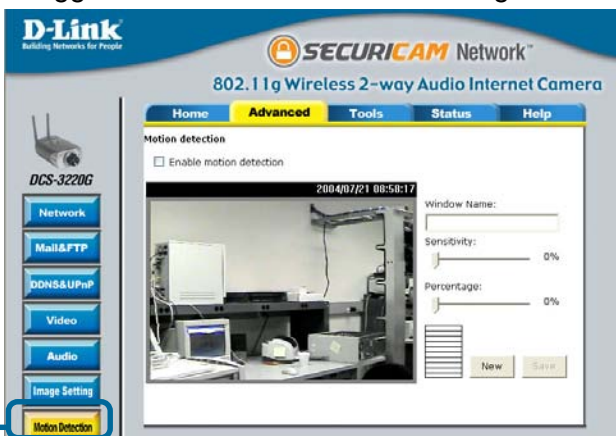 D-Link
Building Networks for People
SECURICAM Network™
802.11g Wireless 2-way Audio Internet Camera
Home
Advanced
Tools
Status
Help
DCS-3220G
Network
Mail&FTP
DDNS&UPnP
Video
Audio
Image Setting
Motion Detection
Motion detection
Enable motion detection
2004/07/21 08:58:17
Window Name:
Sensitivity:
0%
Percentage:
0%
New
Save